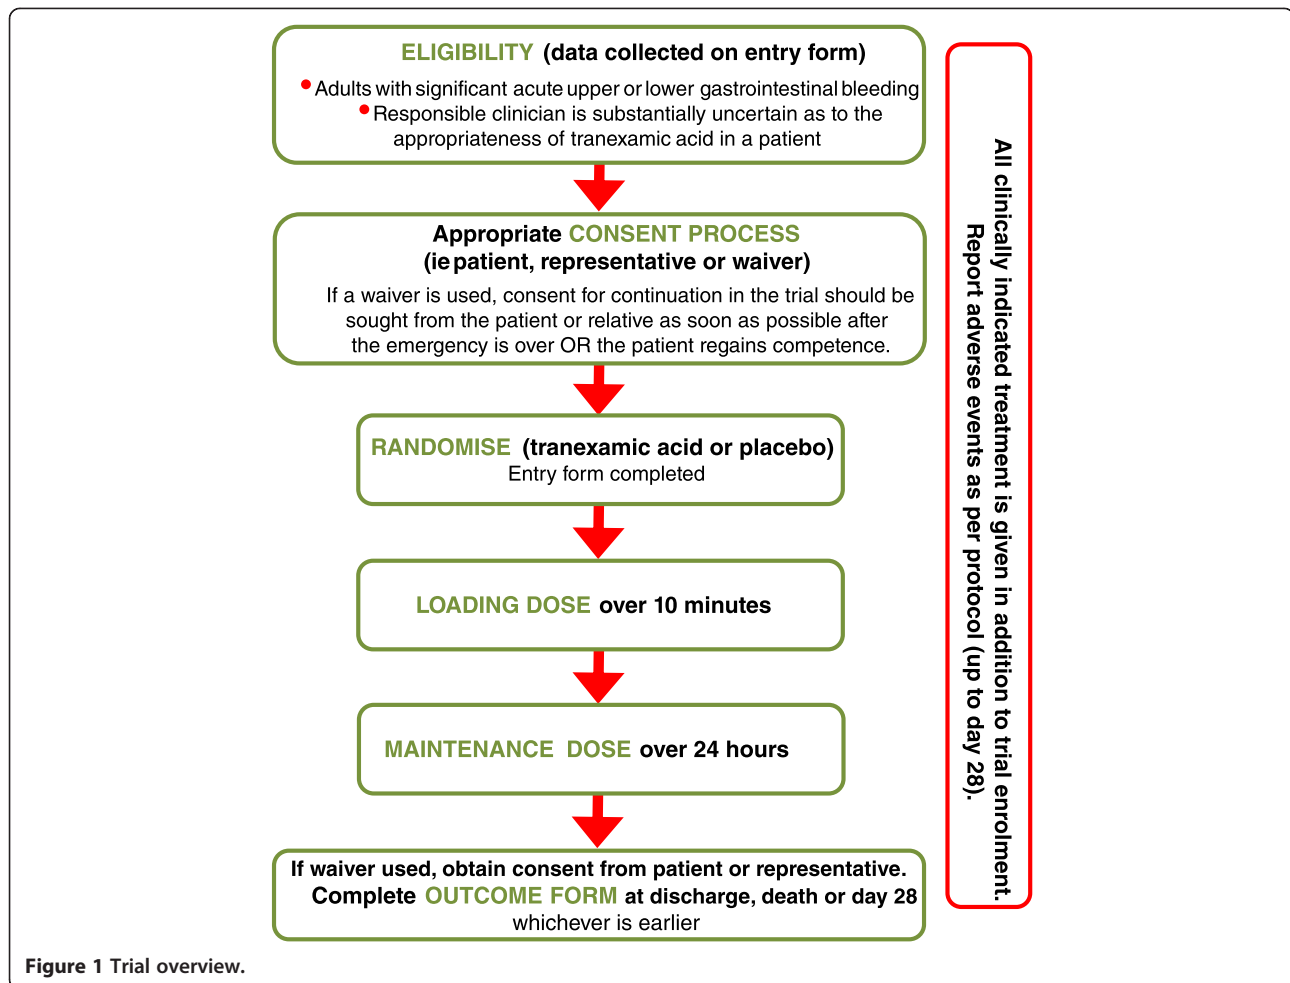 ELIGIBILITY (data collected on entry form)
• Adults with significant acute upper or lower gastrointestinal bleeding
• Responsible clinician is substantially uncertain as to the
appropriateness of tranexamic acid in a patient
Appropriate CONSENT PROCESS
(ie patient, representative or waiver)
If a waiver is used, consent for continuation in the trial should be
sought from the patient or relative as soon as possible after
the emergency is over OR the patient regains competence.
RANDOMISE (tranexamic acid or placebo)
Entry form completed
LOADING DOSE over 10 minutes
MAINTENANCE DOSE over 24 hours
If waiver used, obtain consent from patient or representative.
Complete OUTCOME FORM at discharge, death or day 28
whichever is earlier
All clinically indicated treatment is given in addition to trial enrolment.
Report adverse events as per protocol (up to day 28).
Figure 1 Trial overview.